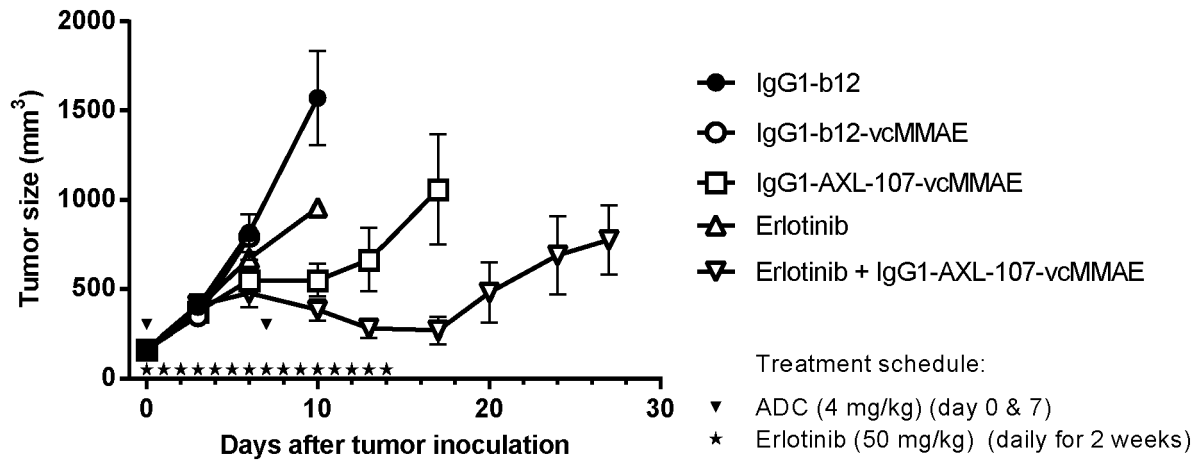 2000
1500
1000
500
0
Tumor size (mm³)
0 10 20 30
Days after tumor inoculation
IgG1-b12
IgG1-b12-vcMMAE
IgG1-AXL-107-vcMMAE
Erlotinib
Erlotinib + IgG1-AXL-107-vcMMAE
Treatment schedule:
ADC (4 mg/kg) (day 0 & 7)
Erlotinib (50 mg/kg) (daily for 2 weeks)